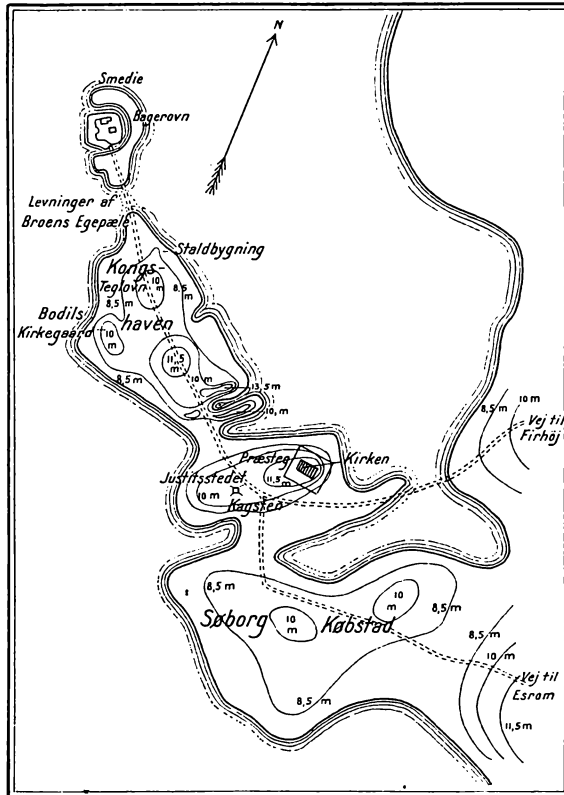 N
Smedie
Bagerovn
Levninger af
Broens Egepæle
Staldbygning
Kongs-
10
m
Teglovn
8,5 m
8,5 m
Bodils
Kirkegaard
haven
10
m
11,5
m
10 m
13,5 m
8,5 m
10, m
10 m
8,5 m
Vej til
Firhöj
Præsteg
Kirken
Justitsstedet
11,5
m
10 m
Kagsten
8,5 m
10
m
8,5 m
Søborg
10
m
Købstad
8,5 m
10 m
8,5 m
Vej til
Esrom
11,5 m